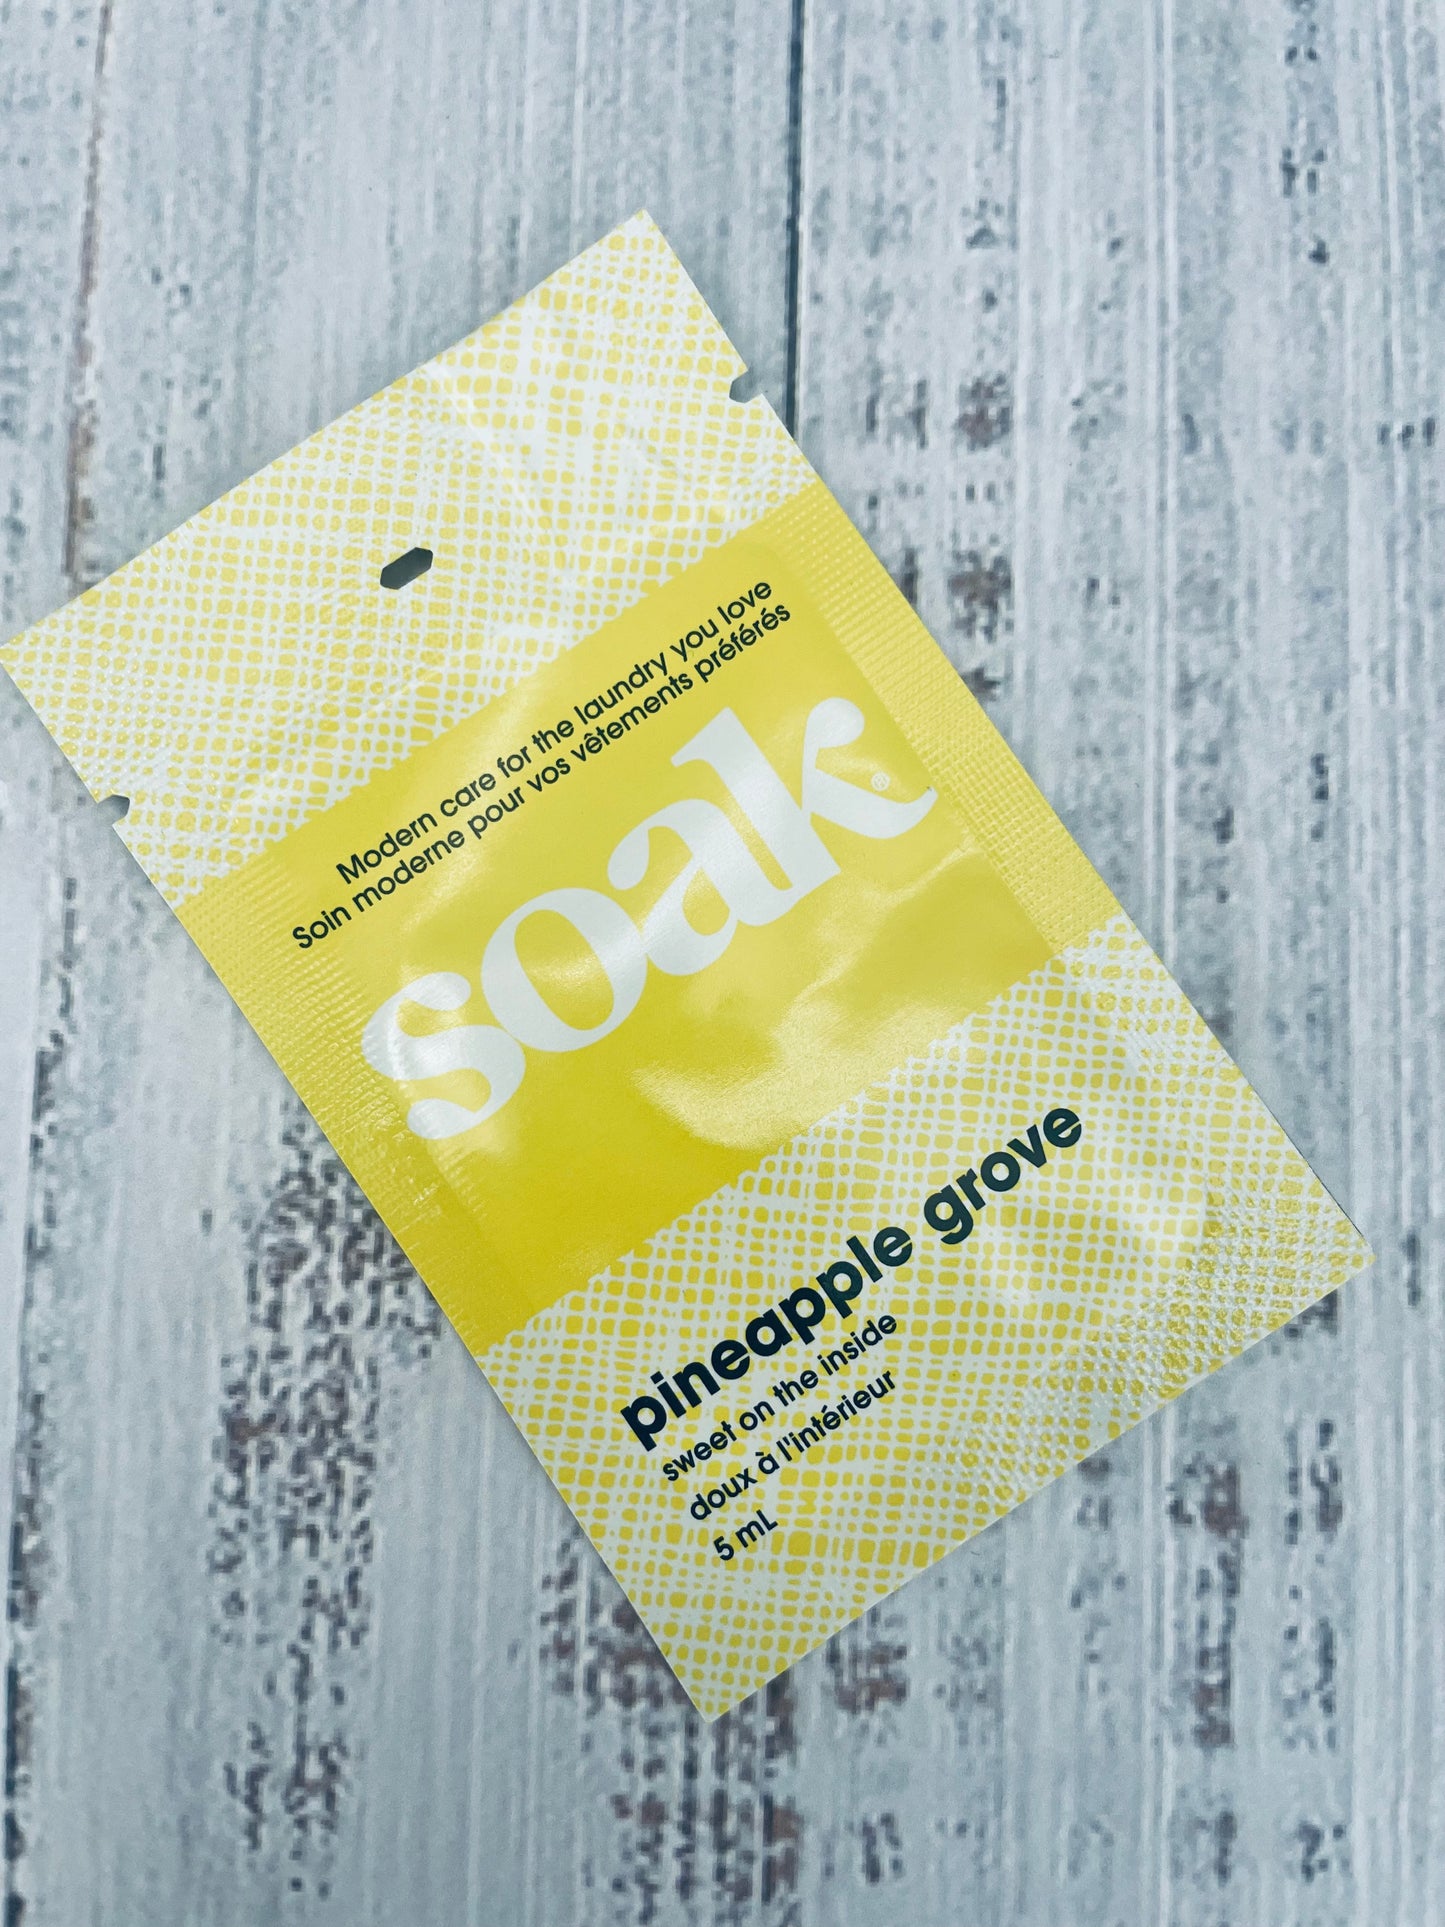 Modern care for the laundry you love
Soin moderne pour vos vêtements préférés
soak®
pineapple grove
sweet on the inside
doux à l'intérieur
5 mL